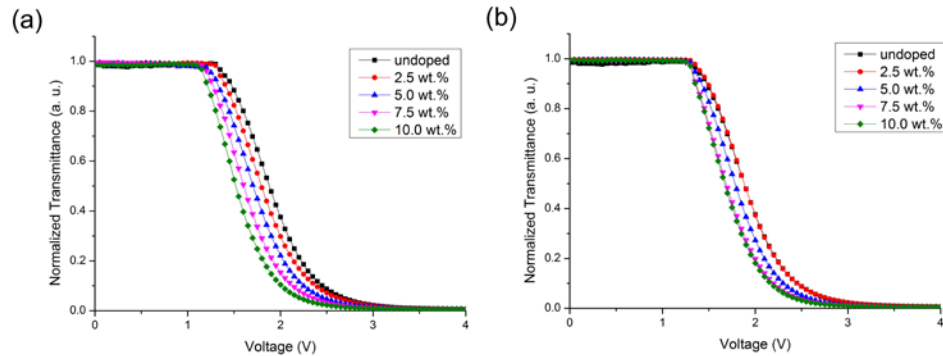 (a)
Normalized Transmittance (a. u.)
1.0
0.8
0.6
0.4
0.2
0.0
undoped
2.5 wt.%
5.0 wt.%
7.5 wt.%
10.0 wt.%
0 1 2 3 4
Voltage (V)
(b)
Normalized Transmittance (a. u.)
1.0
0.8
0.6
0.4
0.2
0.0
undoped
2.5 wt.%
5.0 wt.%
7.5 wt.%
10.0 wt.%
0 1 2 3 4
Voltage (V)